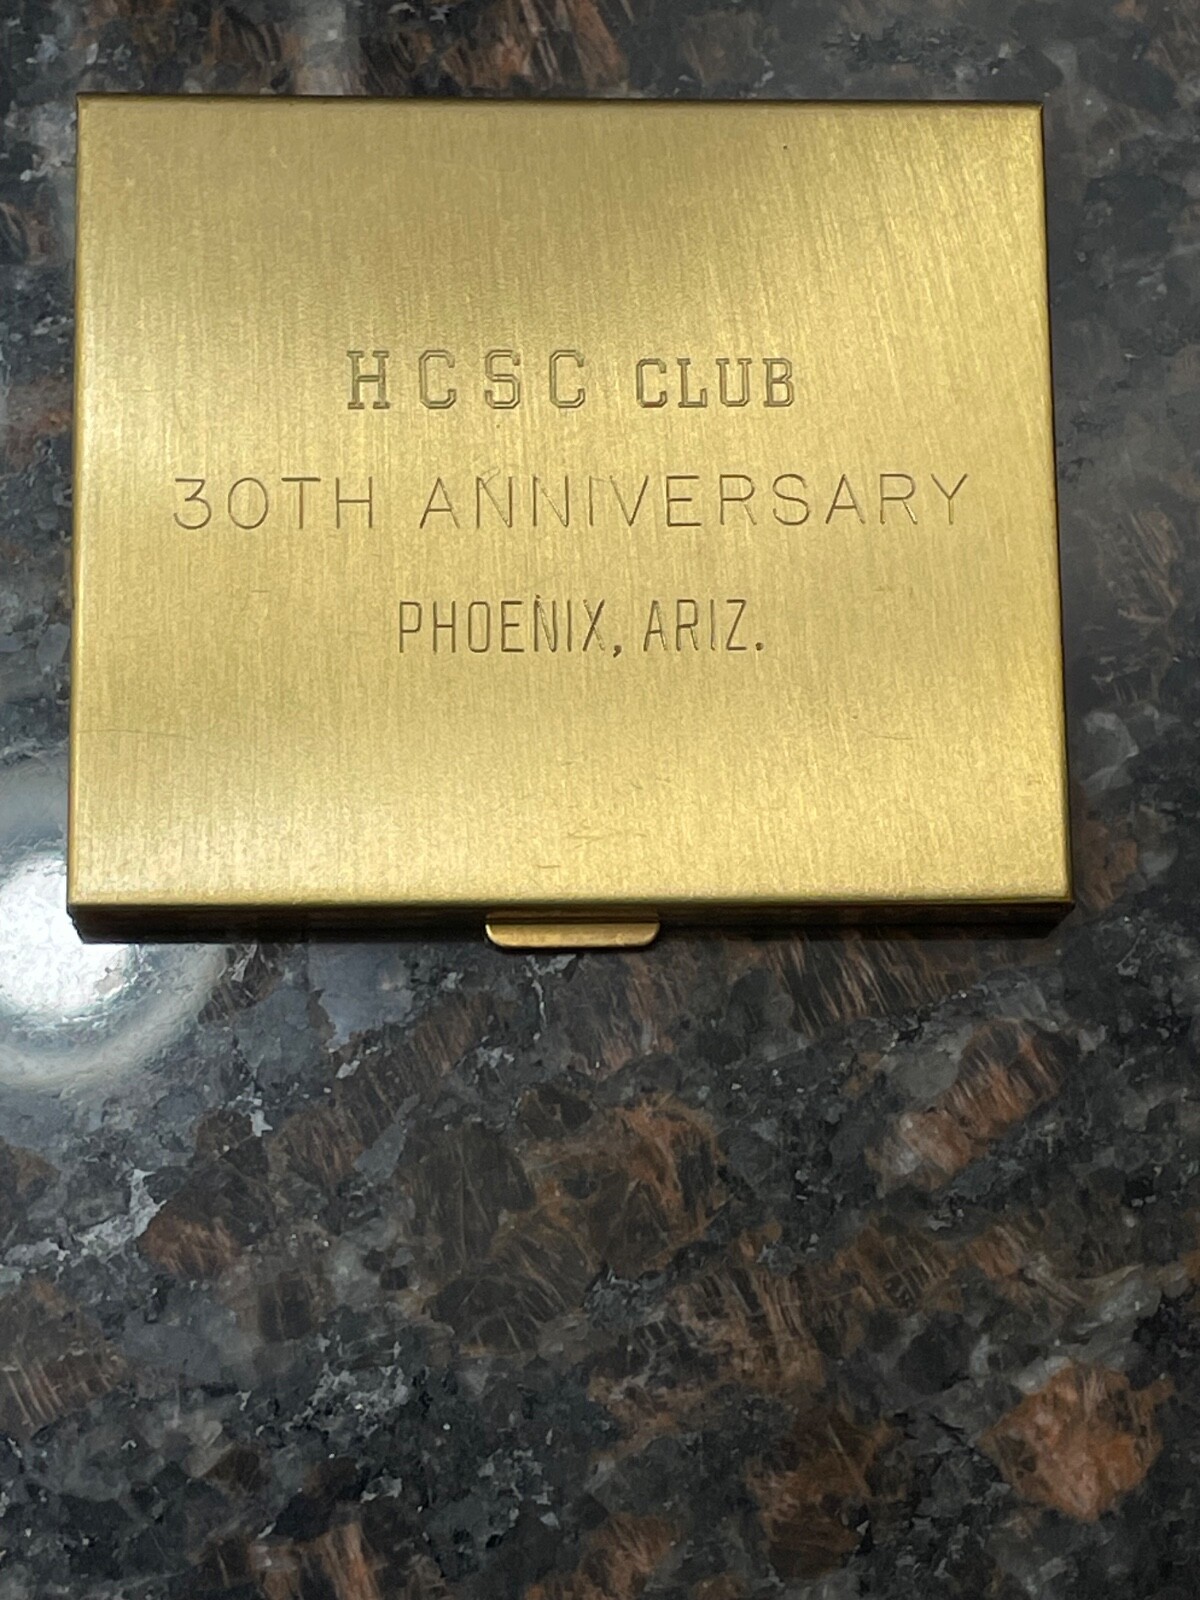 HCSC CLUB
30TH ANNIVERSARY
PHOENIX, ARIZ.